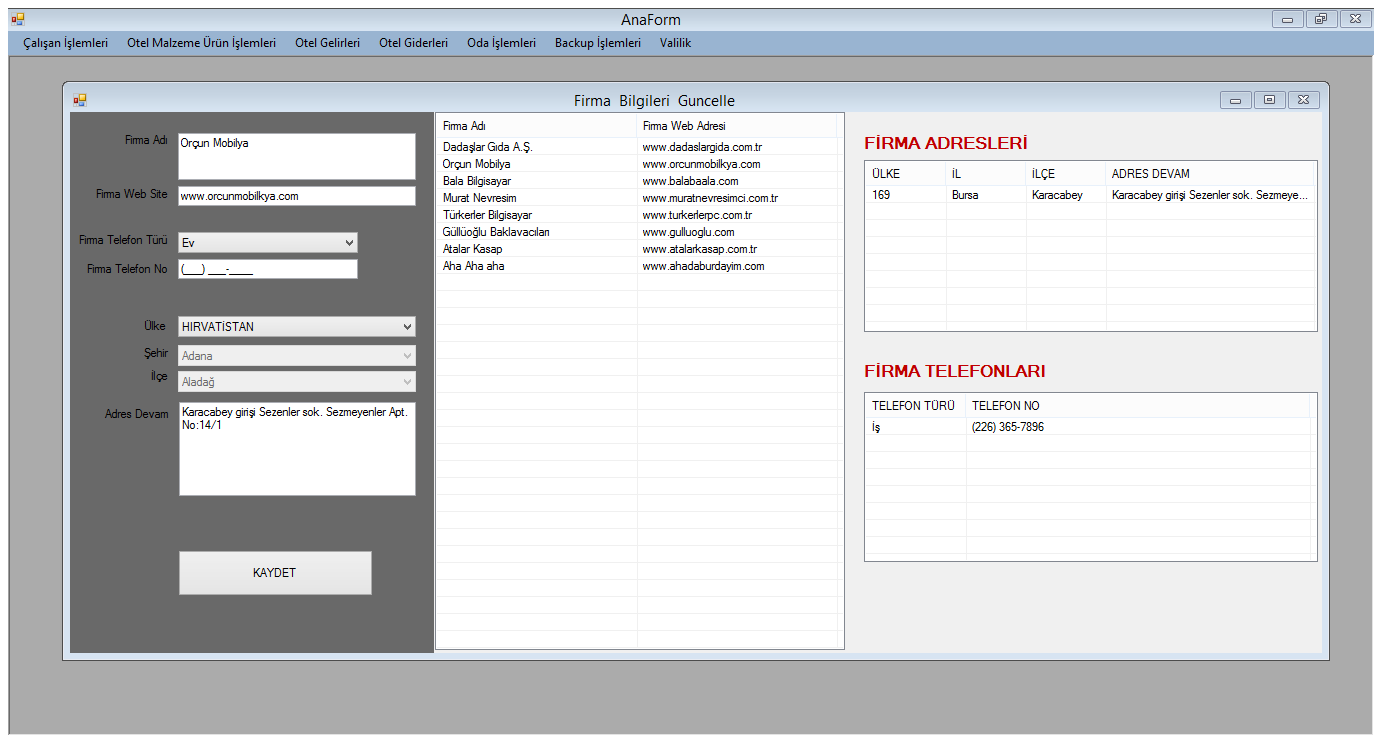 AnaForm
Çalışan İşlemleri Otel Malzeme Ürün İşlemleri Otel Gelirleri Otel Giderleri Oda İşlemleri Backup İşlemleri Valilik
Firma Bilgileri Guncelle
Firma Adı Orçun Mobilya
Firma Web Site www.orcunmobilkya.com
Firma Telefon Türü Ev
Firma Telefon No (___) ___-____
Ülke HIRVATİSTAN
Şehir Adana
İlçe Aladağ
Adres Devam Karacabey girişi Sezenler sok. Sezmeyenler Apt.
No:14/1
KAYDET
Firma Adı Firma Web Adresi
Dadaşlar Gıda A.Ş. www.dadaslargida.com.tr
Orçun Mobilya www.orcunmobilkya.com
Bala Bilgisayar www.balabaala.com
Murat Nevresim www.muratnevresimci.com.tr
Türkerler Bilgisayar www.turkerlerpc.com.tr
Güllüoğlu Baklavacıları www.gulluoglu.com
Atalar Kasap www.atalarkasap.com.tr
Aha Aha aha www.ahadaburdayim.com
FİRMA ADRESLERİ
ÜLKE İL İLÇE ADRES DEVAM
169 Bursa Karacabey Karacabey girişi Sezenler sok. Sezmeye...
FİRMA TELEFONLARI
TELEFON TÜRÜ TELEFON NO
İş (226) 365-7896